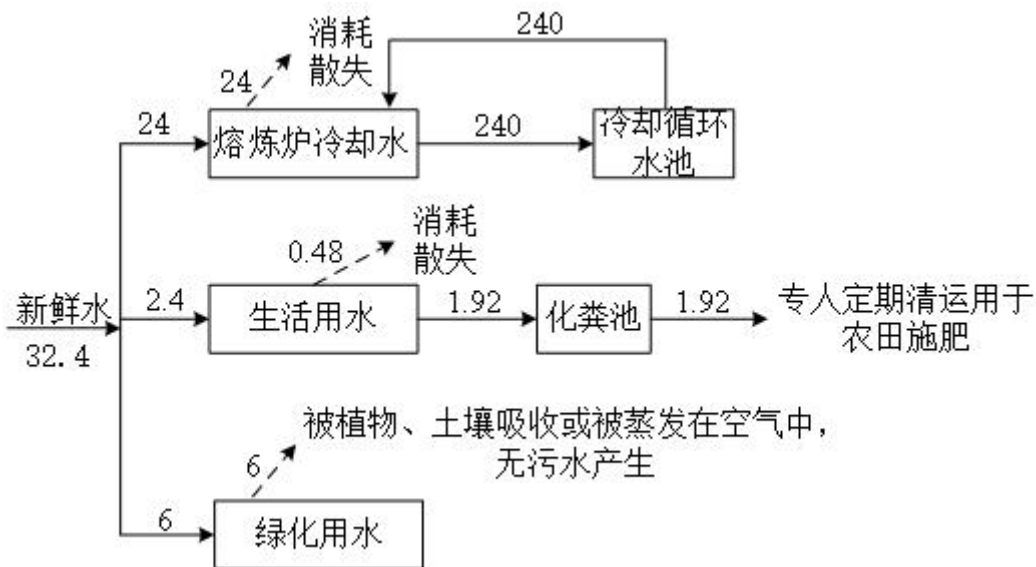 240
消耗
散失
24
24
熔炼炉冷却水
240
冷却循环
水池
消耗
散失
0.48
新鲜水
32.4
2.4
生活用水
1.92
化粪池
1.92
专人定期清运用于
农田施肥
被植物、土壤吸收或被蒸发在空气中，
无污水产生
6
6
绿化用水